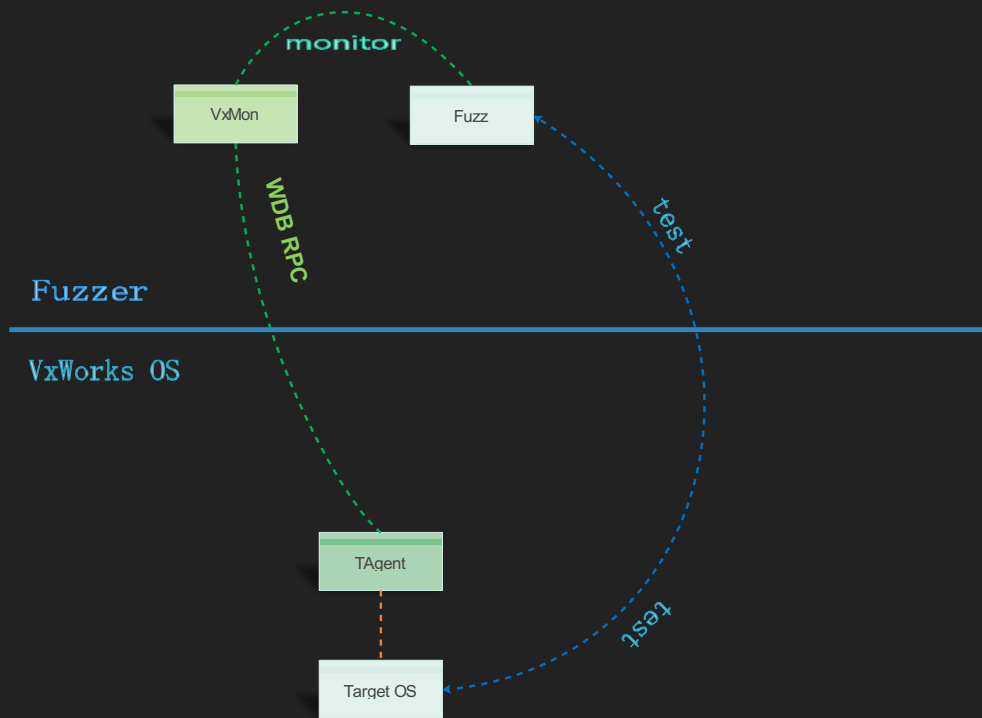 monitor
VxMon
Fuzz
WDB RPC
test
Fuzzer
VxWorks OS
TAgent
test
Target OS